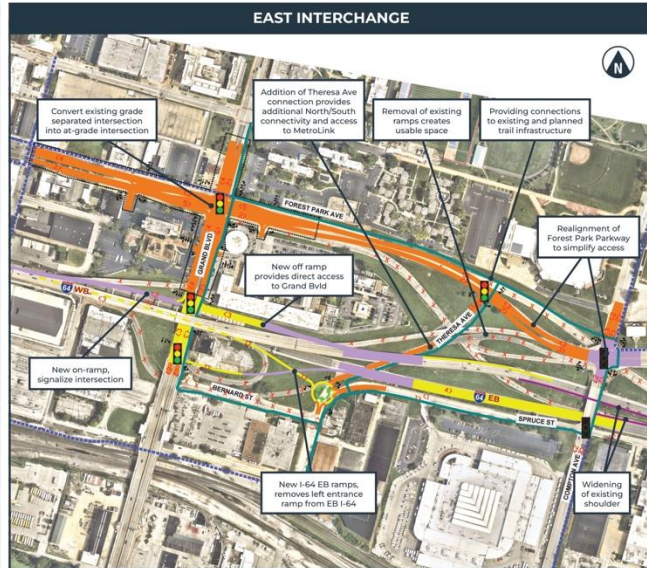 EAST INTERCHANGE
N
Convert existing grade
separated intersection
into at-grade intersection
Addition of Theresa Ave
connection provides
additional North/South
connectivity and access
to MetroLink
Removal of existing
ramps creates
usable space
Providing connections
to existing and planned
trail infrastructure
Realignment of
Forest Park Parkway
to simplify access
FOREST PARK AVE
GRAND BLVD
New off ramp
provides direct access
to Grand Bvld
64 WB
THERESA AVE
New on-ramp,
signalize intersection
BERNARD ST
64 EB
SPRUCE ST
COMPTON AVE
New I-64 EB ramps,
removes left entrance
ramp from EB I-64
Widening
of existing
shoulder